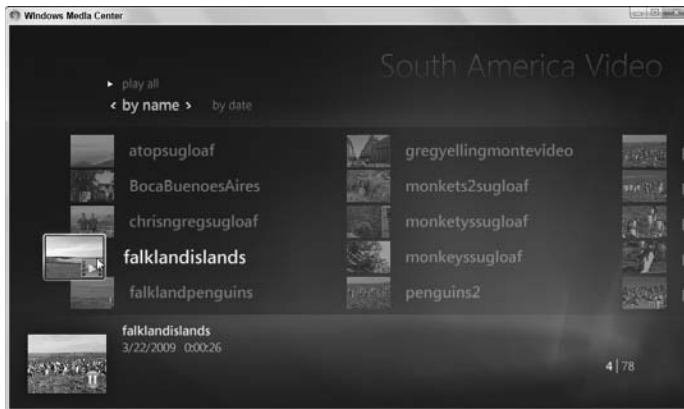 Windows Media Center
South America Video
play all
by name
by date
atopsugloaf
BocaBuenoesAires
chrisngregsugloaf
falklandislands
falklandpenguins
gregyellingmontevideo
monkets2sugloaf
monketyssugloaf
monkeyssugloaf
penguins2
falklandislands
3/22/2009 0:00:26
4 | 78